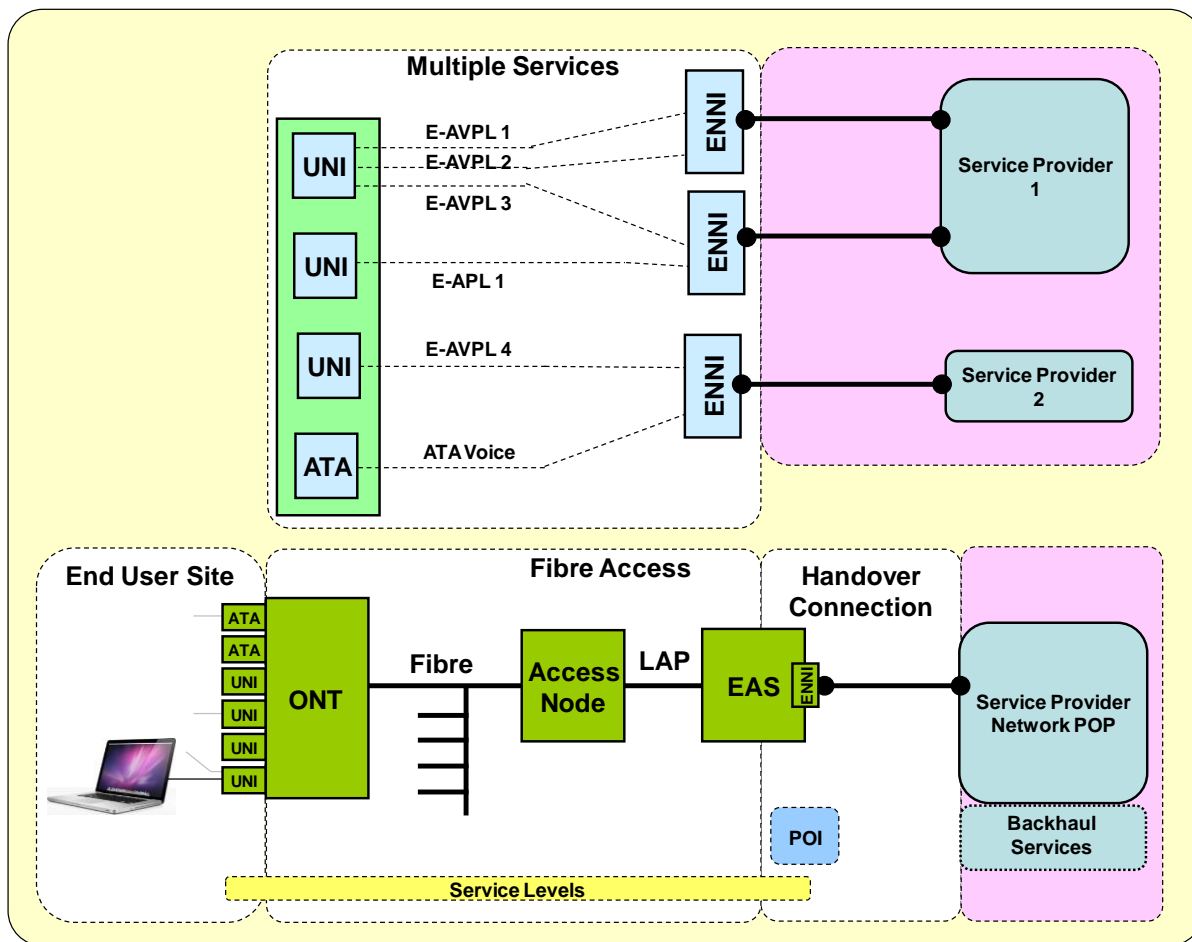 Multiple Services
E-AVPL 1
E-AVPL 2
E-AVPL 3
E-APL 1
E-AVPL 4
ATA Voice
UNI
UNI
UNI
ATA
ENNI
ENNI
ENNI
Service Provider
1
Service Provider
2
End User Site
Fibre Access
Handover
Connection
ATA
ATA
UNI
UNI
UNI
UNI
ONT
Fibre
Access
Node
LAP
EAS
ENNI
Service Provider
Network POP
POI
Backhaul
Services
Service Levels